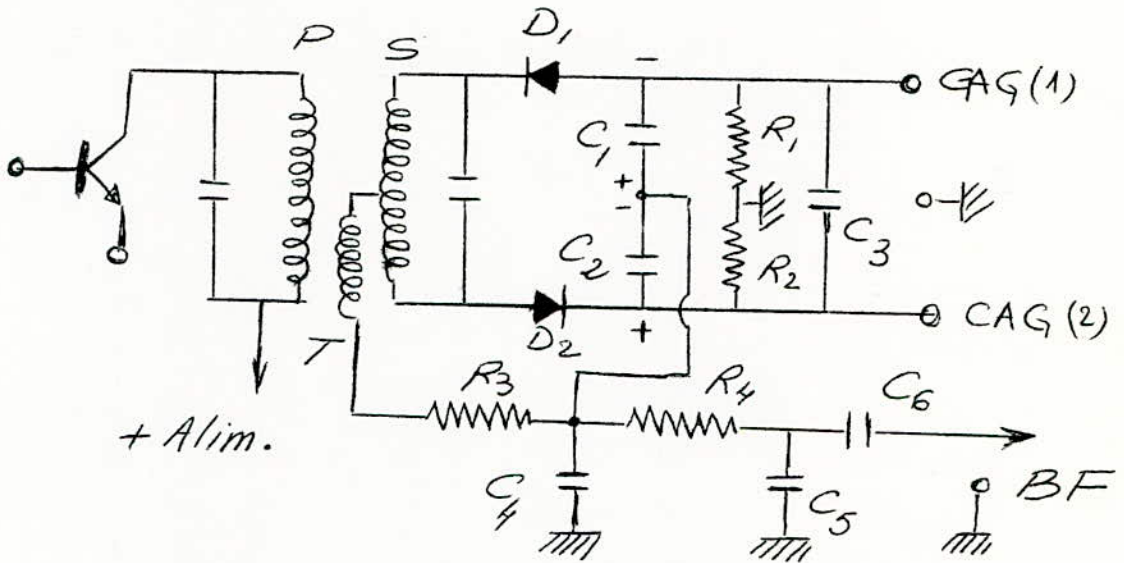 P S D1 - CAG(1)
C1 R1
+
-
C2 R2 C3
T D2 + CAG(2)
R3 R4 C6
+ Alim.
C4 C5 BF